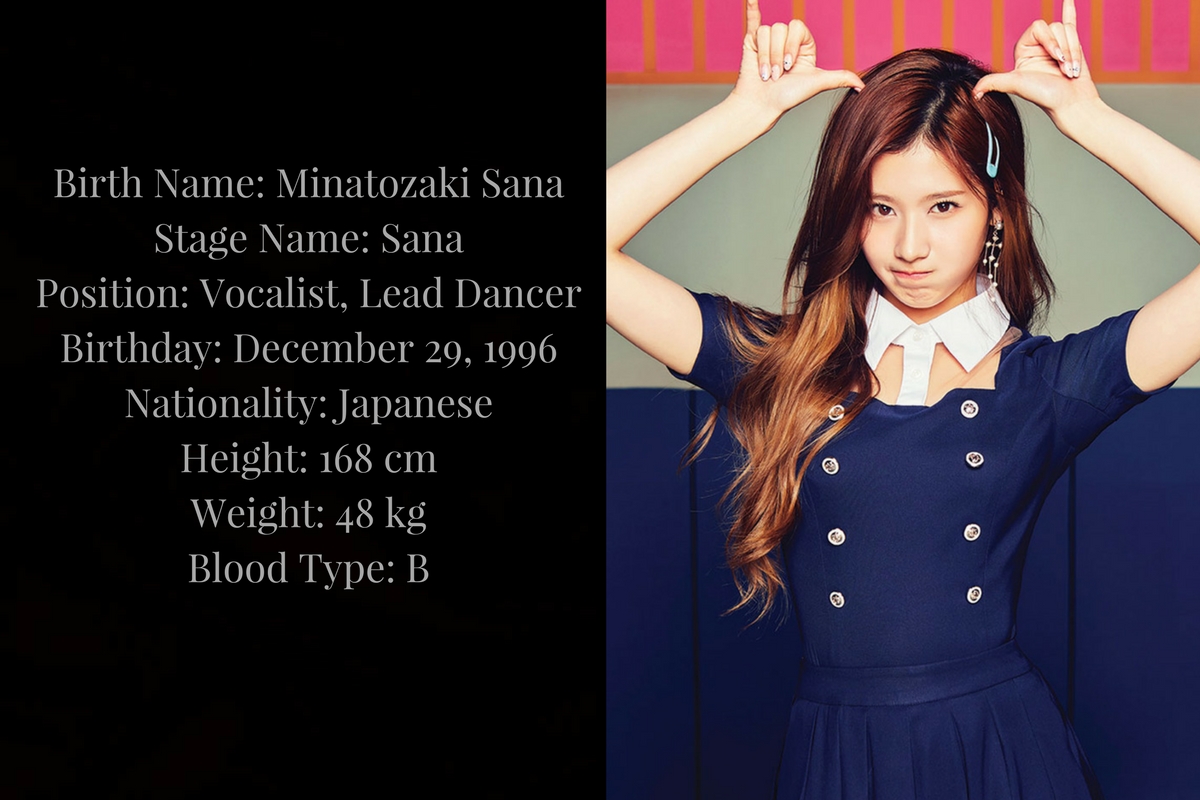 Birth Name: Minatozaki Sana
Stage Name: Sana
Position: Vocalist, Lead Dancer
Birthday: December 29, 1996
Nationality: Japanese
Height: 168 cm
Weight: 48 kg
Blood Type: B